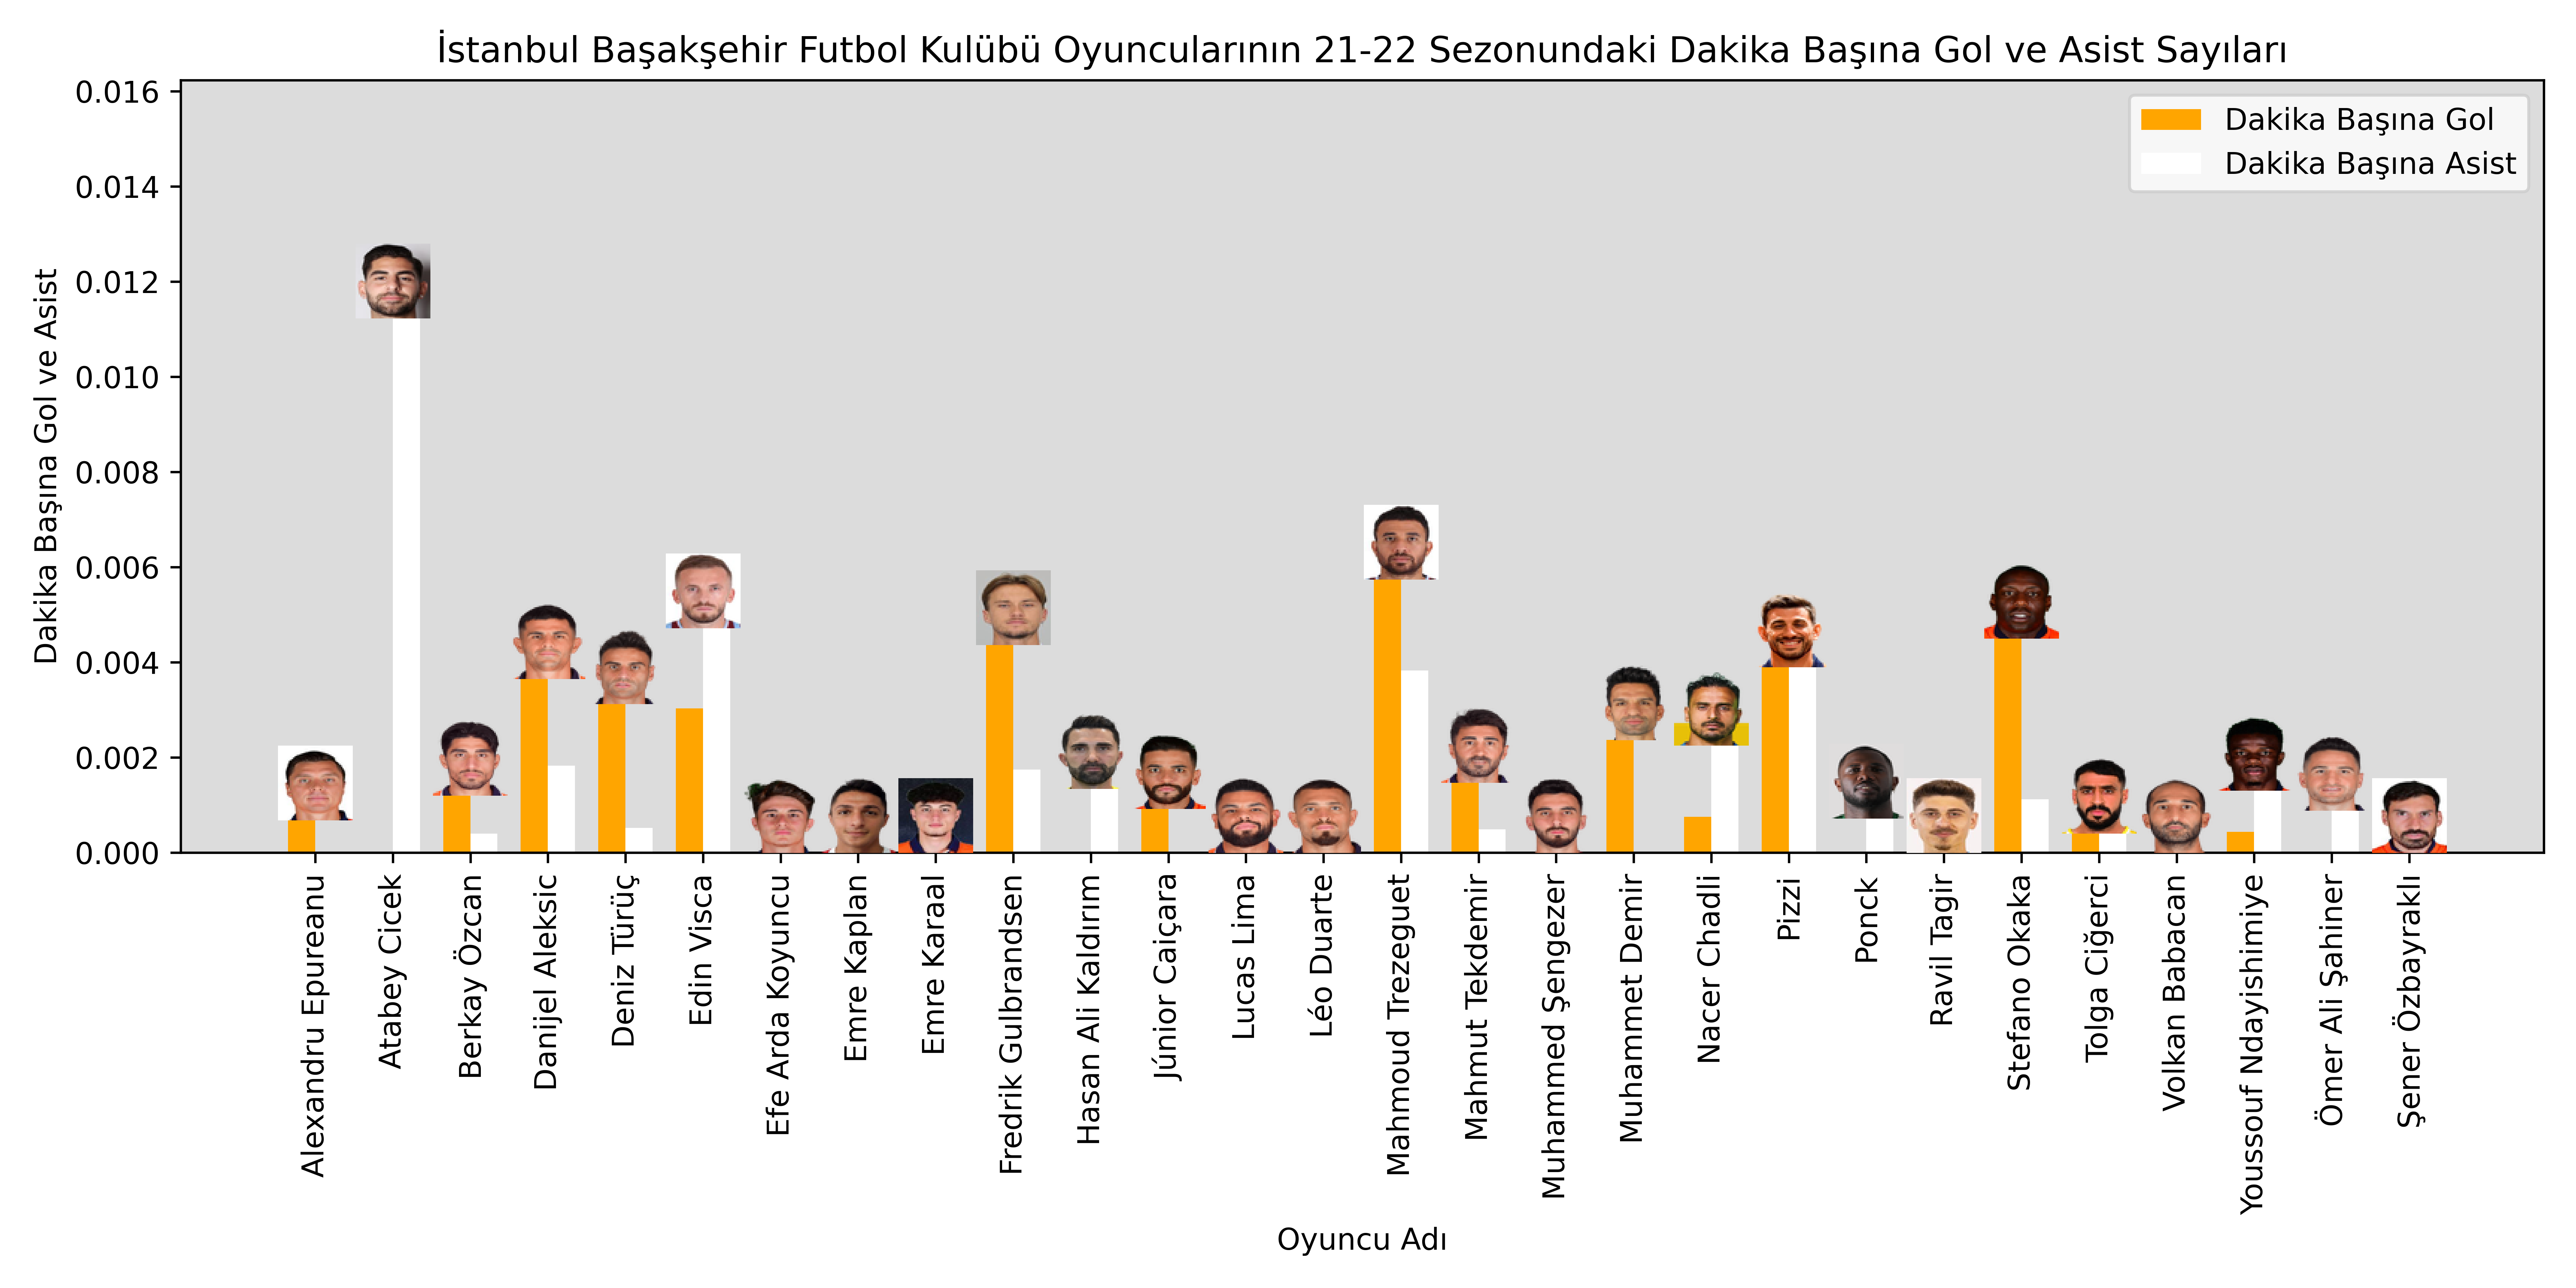 İstanbul Başakşehir Futbol Kulübü Oyuncularının 21-22 Sezonundaki Dakika Başına Gol ve Asist Sayıları
Dakika Başına Gol
Dakika Başına Asist
Dakika Başına Gol ve Asist
0.016
0.014
0.012
0.010
0.008
0.006
0.004
0.002
0.000
Alexandru Epureanu
Atabey Cicek
Berkay Özcan
Danijel Aleksic
Deniz Türüç
Edin Visca
Efe Arda Koyuncu
Emre Kaplan
Emre Karaal
Fredrik Gulbrandsen
Hasan Ali Kaldırım
Júnior Caiçara
Lucas Lima
Léo Duarte
Mahmoud Trezeguet
Mahmut Tekdemir
Muhammed Şengezer
Muhammet Demir
Nacer Chadli
Pizzi
Ponck
Ravil Tagir
Stefano Okaka
Tolga Ciğerci
Volkan Babacan
Youssouf Ndayishimiye
Ömer Ali Şahiner
Şener Özbayraklı
Oyuncu Adı